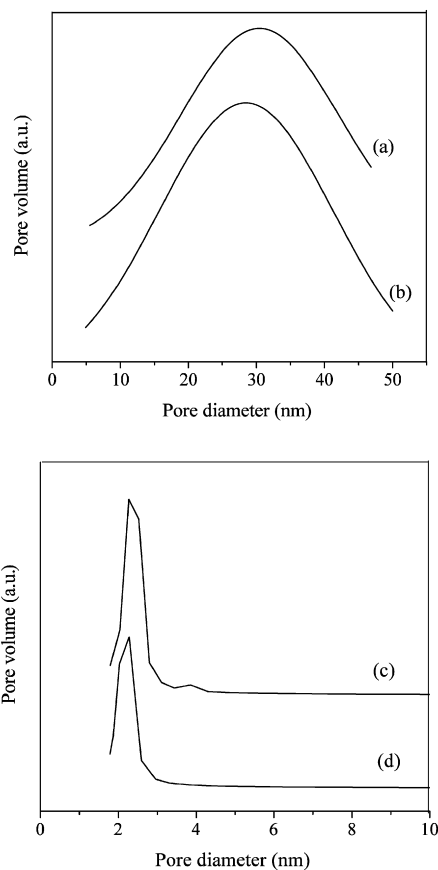 Pore volume (a.u.)
(a)
(b)
0 10 20 30 40 50
Pore diameter (nm)
Pore volume (a.u.)
(c)
(d)
0 2 4 6 8 10
Pore diameter (nm)